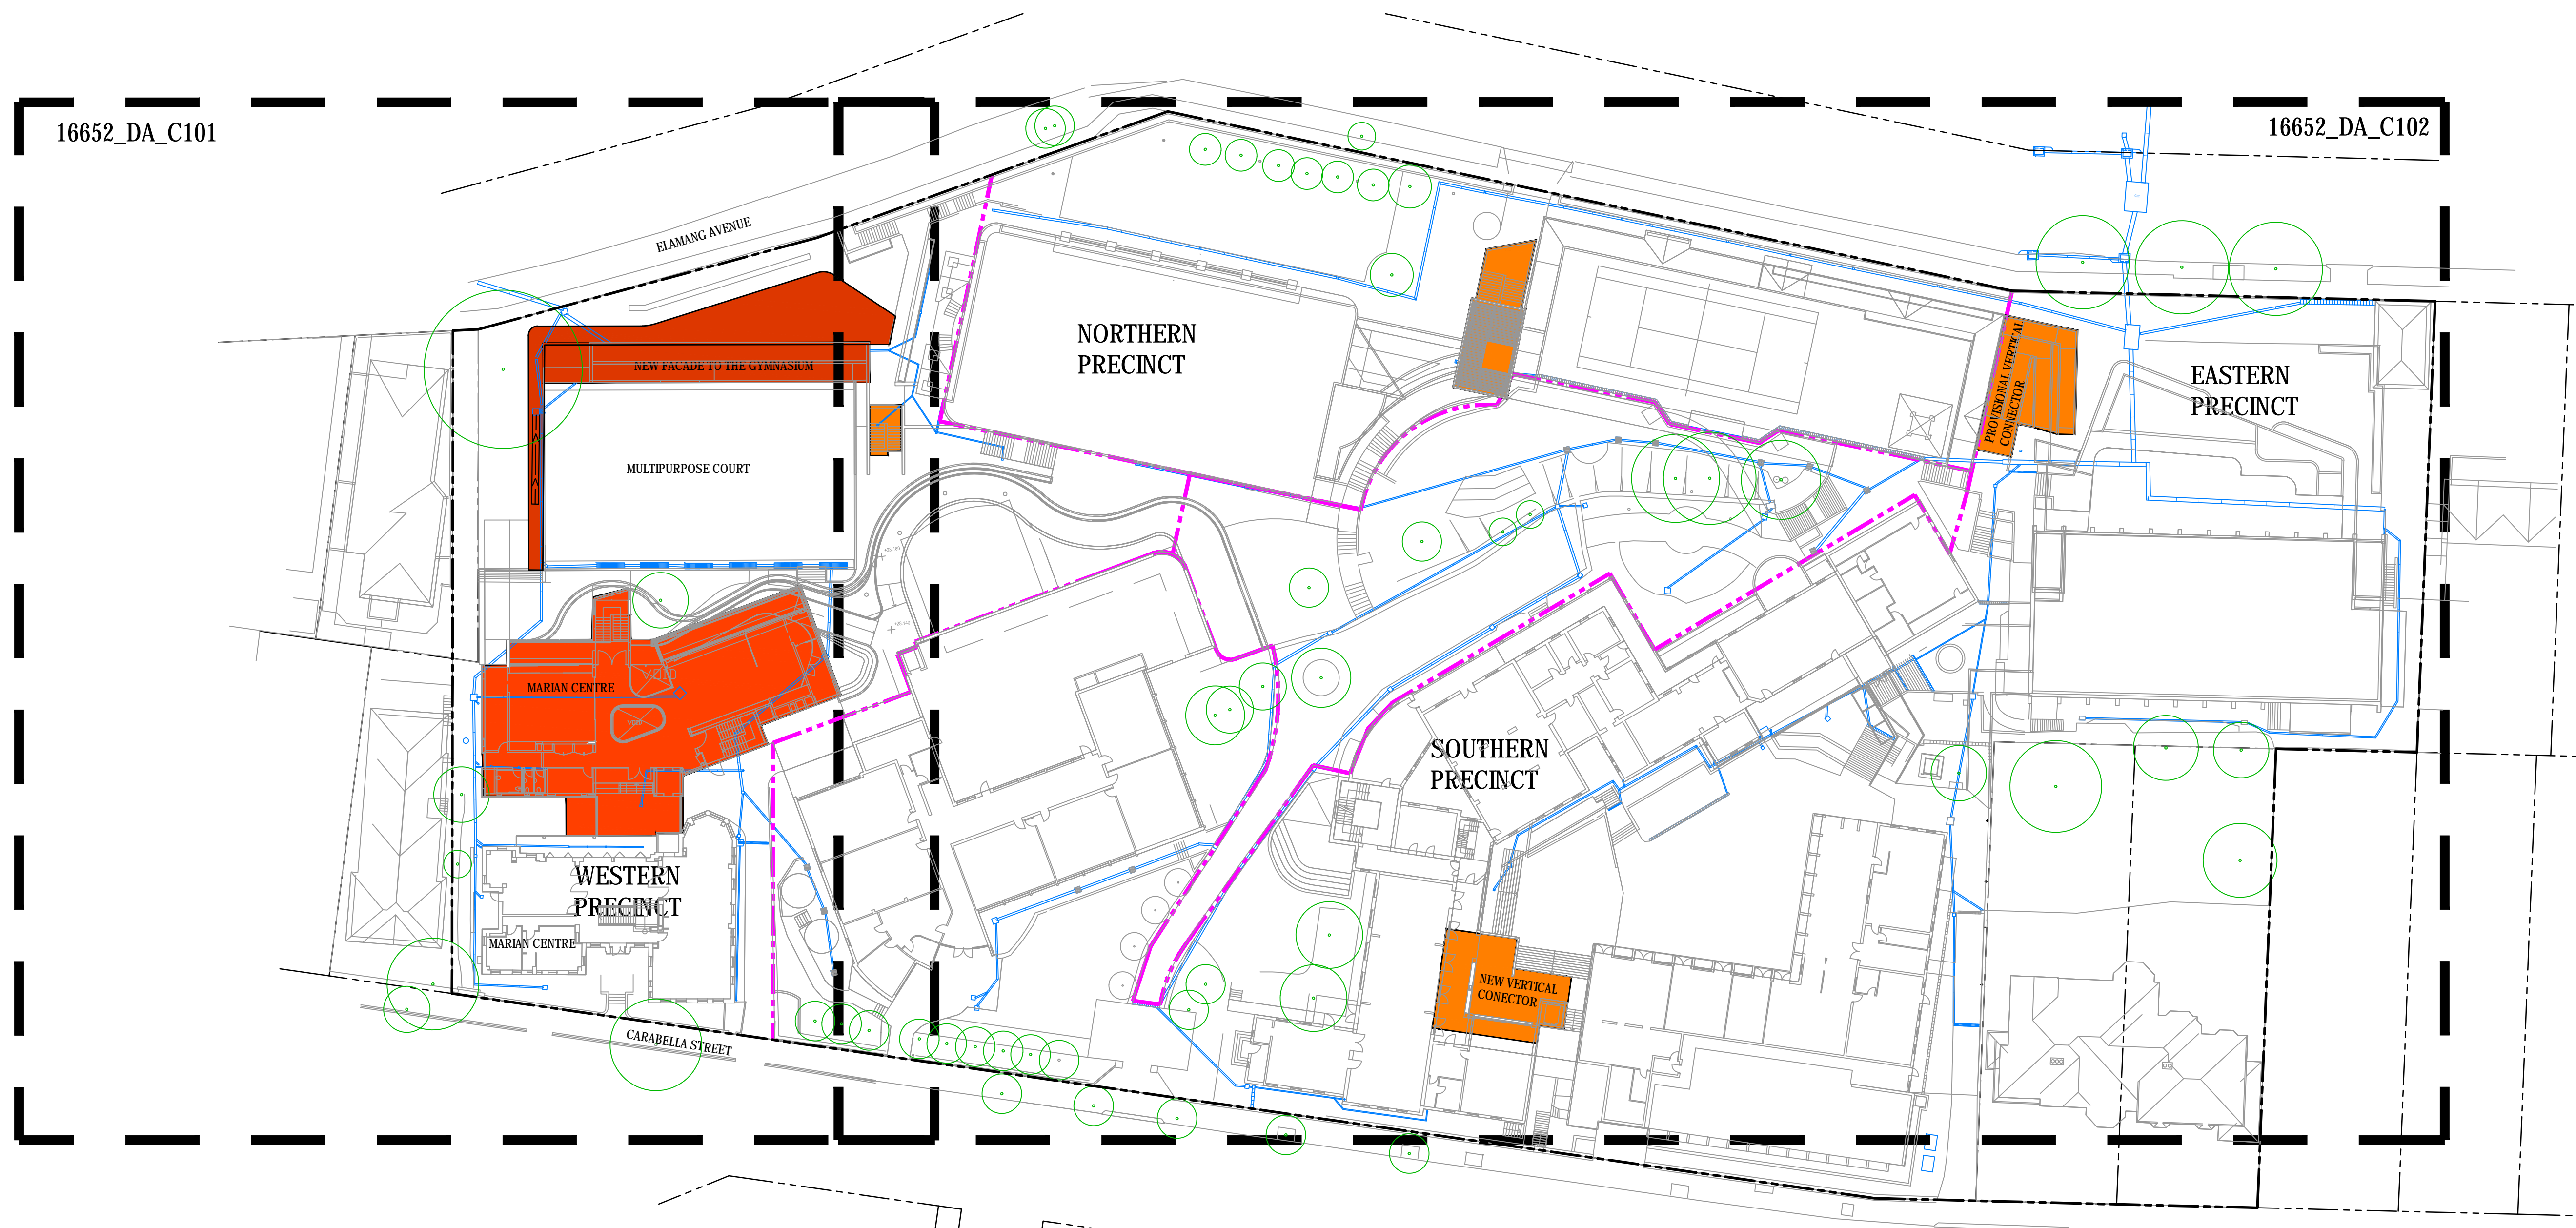 16652_DA_C101
16652_DA_C102
ELAMANG AVENUE
NORTHERN
PRECINCT
NEW FACADE TO THE GYMNASIUM
PROVISIONAL VERTICAL
CONNECTOR
EASTERN
PRECINCT
MULTIPURPOSE COURT
MARIAN CENTRE
VOID
SOUTHERN
PRECINCT
WESTERN
PRECINCT
MARIAN CENTRE
NEW VERTICAL
CONECTOR
CARABELLA STREET